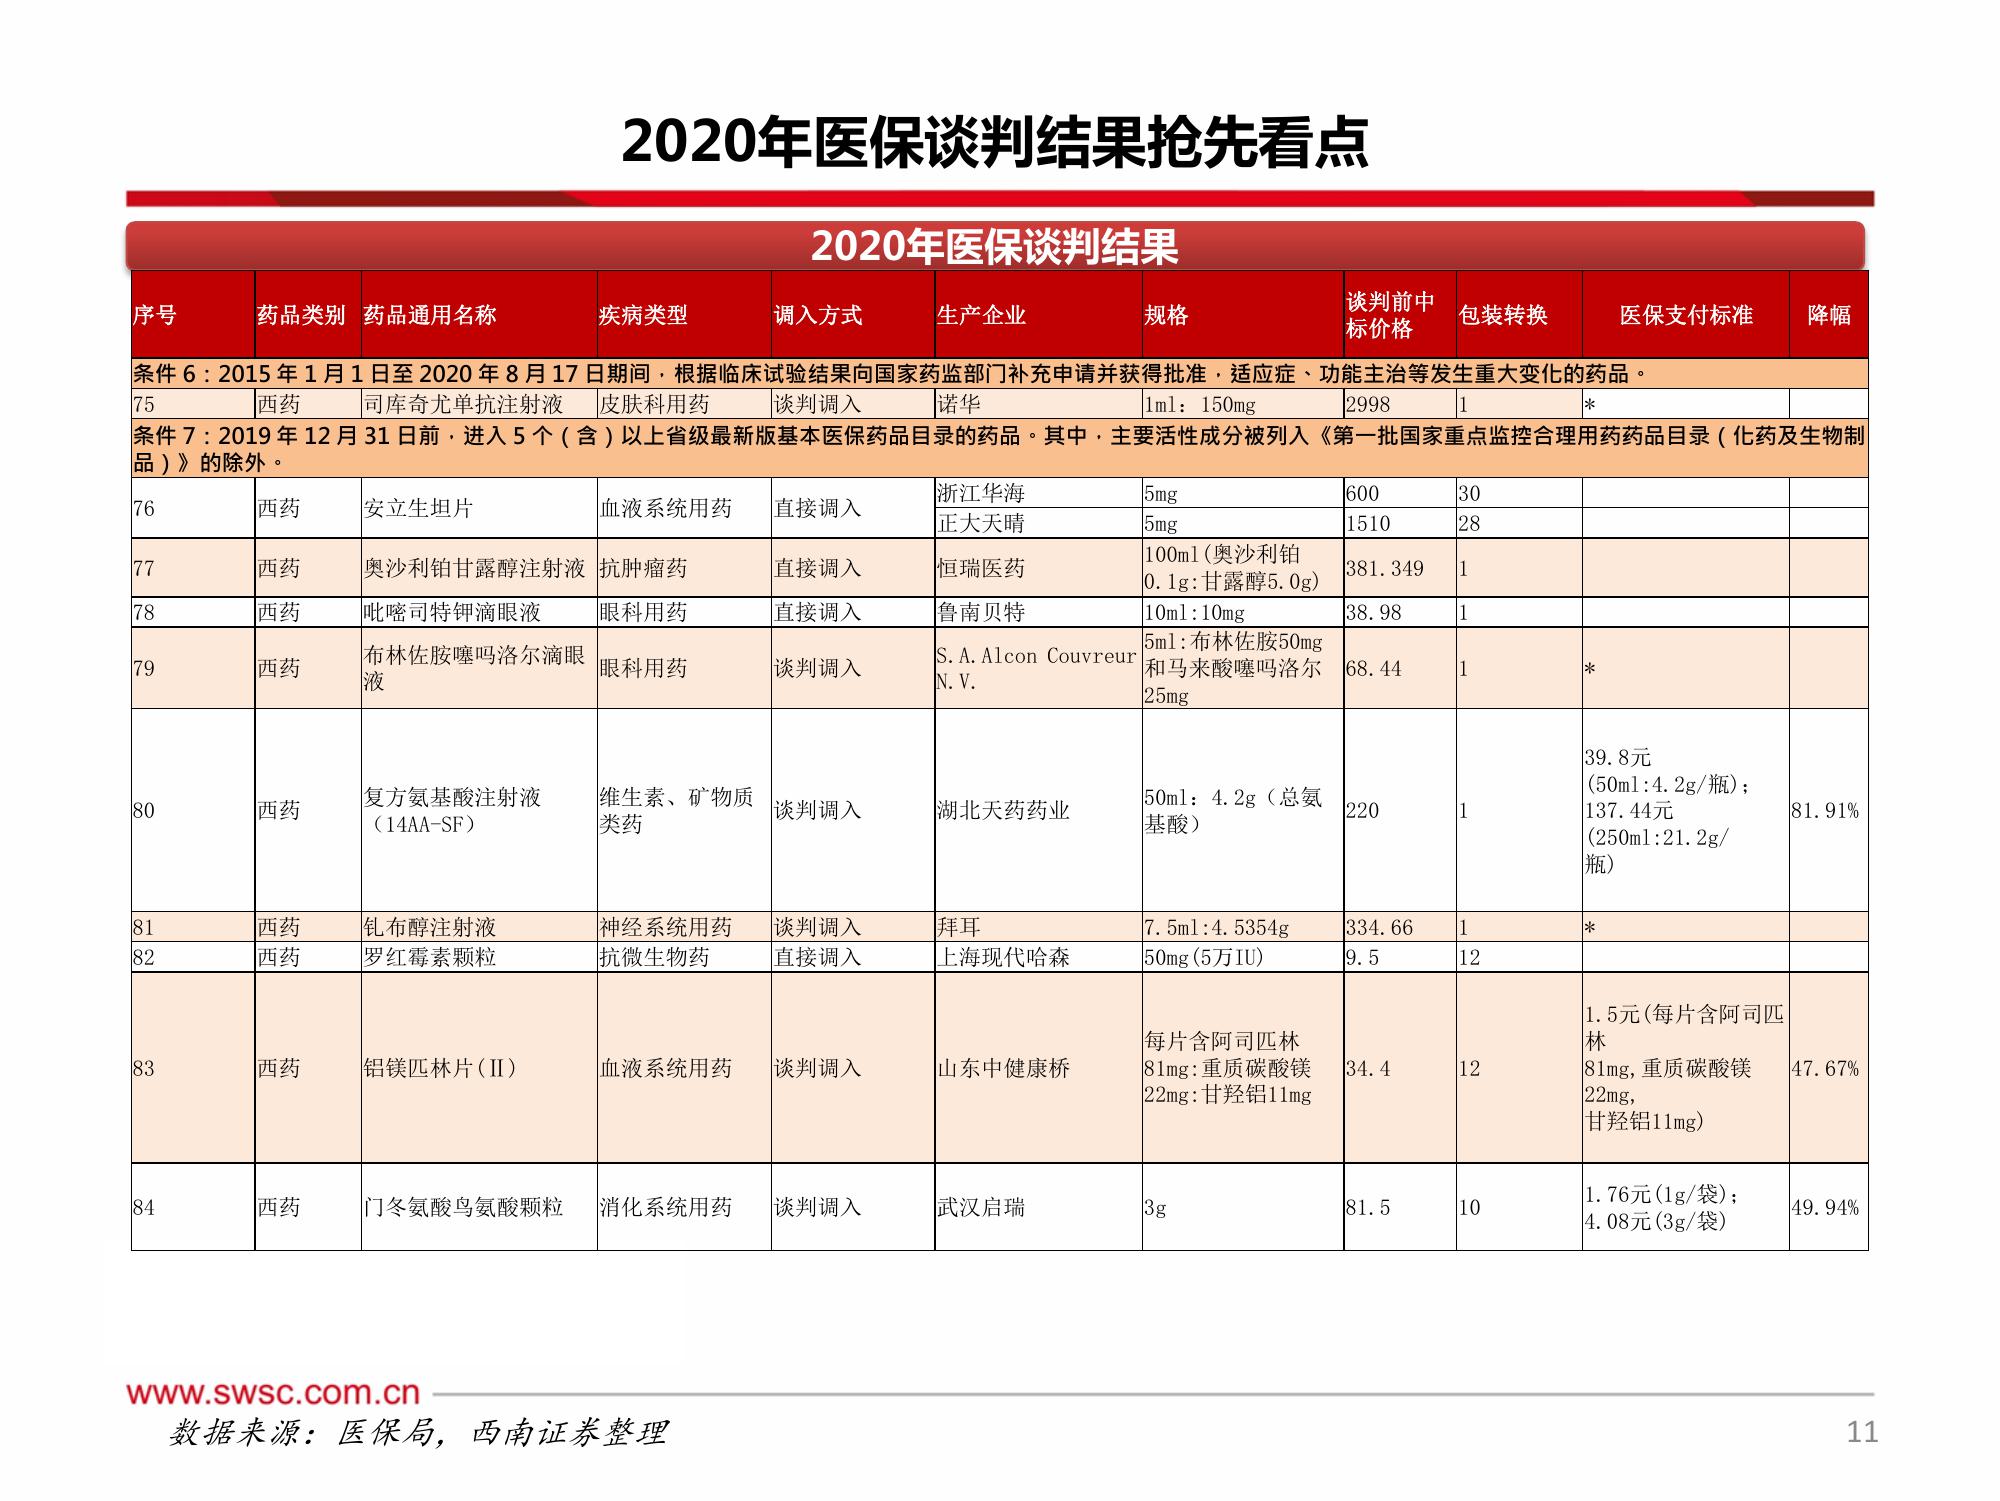 2020年医保谈判结果抢先看点
2020年医保谈判结果
序号 药品类别 药品通用名称 疾病类型 调入方式 生产企业 规格 谈判前中标价格 包装转换 医保支付标准 降幅
条件 6：2015 年 1 月 1 日至 2020 年 8 月 17 日期间，根据临床试验结果向国家药监部门补充申请并获得批准，适应症、功能主治等发生重大变化的药品。
75 西药 司库奇尤单抗注射液 皮肤科用药 谈判调入 诺华 1ml：150mg 2998 1 *
条件 7：2019 年 12 月 31 日前，进入 5 个（含）以上省级最新版基本医保药品目录的药品。其中，主要活性成分被列入《第一批国家重点监控合理用药药品目录（化药及生物制
品）》的除外。
76 西药 安立生坦片 血液系统用药 直接调入 浙江华海 5mg 600 30
正大天晴 5mg 1510 28
77 西药 奥沙利铂甘露醇注射液 抗肿瘤药 直接调入 恒瑞医药 100ml(奥沙利铂0.1g:甘露醇5.0g) 381.349 1
78 西药 吡嘧司特钾滴眼液 眼科用药 直接调入 鲁南贝特 10ml:10mg 38.98 1
79 西药 布林佐胺噻吗洛尔滴眼液 眼科用药 谈判调入 S.A.Alcon Couvreur N.V. 5ml:布林佐胺50mg和马来酸噻吗洛尔25mg 68.44 1 *
80 西药 复方氨基酸注射液（14AA-SF） 维生素、矿物质类药 谈判调入 湖北天药药业 50ml：4.2g（总氨基酸） 220 1 39.8元(50ml:4.2g/瓶)；137.44元(250ml:21.2g/瓶) 81.91%
81 西药 钆布醇注射液 神经系统用药 谈判调入 拜耳 7.5ml:4.5354g 334.66 1 *
82 西药 罗红霉素颗粒 抗微生物药 直接调入 上海现代哈森 50mg(5万IU) 9.5 12
83 西药 铝镁匹林片(Ⅱ) 血液系统用药 谈判调入 山东中健康桥 每片含阿司匹林81mg:重质碳酸镁22mg:甘羟铝11mg 34.4 12 1.5元(每片含阿司匹林81mg,重质碳酸镁22mg,甘羟铝11mg) 47.67%
84 西药 门冬氨酸鸟氨酸颗粒 消化系统用药 谈判调入 武汉启瑞 3g 81.5 10 1.76元(1g/袋)；4.08元(3g/袋) 49.94%
www.swsc.com.cn
数据来源：医保局，西南证券整理
11